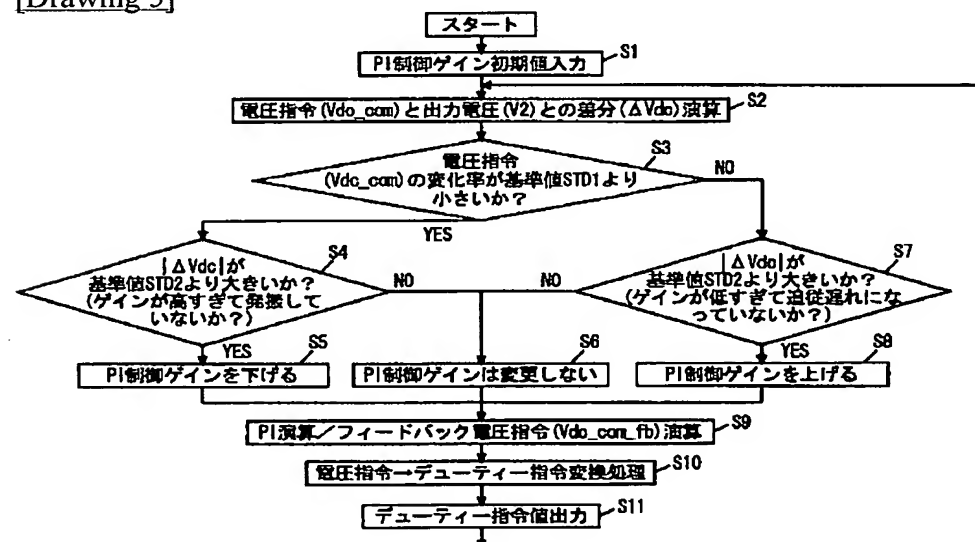 [Drawing 5]
スタート
PI制御ゲイン初期値入力
S1
電圧指令(Vdc_com)と出力電圧(V2)との差分(ΔVdc)演算
S2
電圧指令
(Vdc_com)の変化率が基準値STD1より
小さいか?
S3
NO
YES
|ΔVdc|が
基準値STD2より大きいか?
(ゲインが高すぎて発振して
いないか?)
S4
NO
YES
NO
|ΔVdc|が
基準値STD2より大きいか?
(ゲインが低すぎて追従遅れにな
っていないか?)
S7
YES
PI制御ゲインを下げる
S5
PI制御ゲインは変更しない
S6
PI制御ゲインを上げる
S8
PI演算/フィードバック電圧指令(Vdc_com_fb)演算
S9
電圧指令→デューティー指令変換処理
S10
デューティー指令値出力
S11